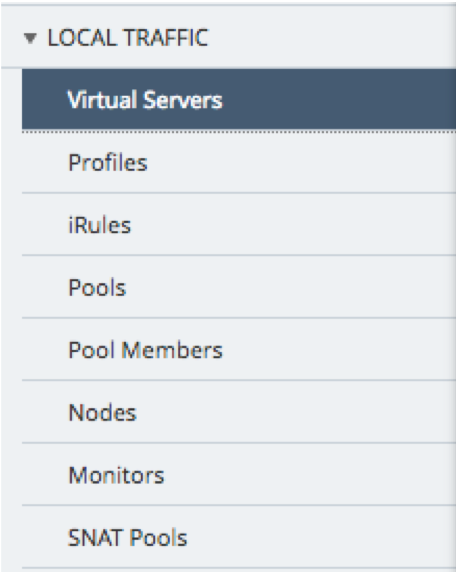 LOCAL TRAFFIC
Virtual Servers
Profiles
iRules
Pools
Pool Members
Nodes
Monitors
SNAT Pools